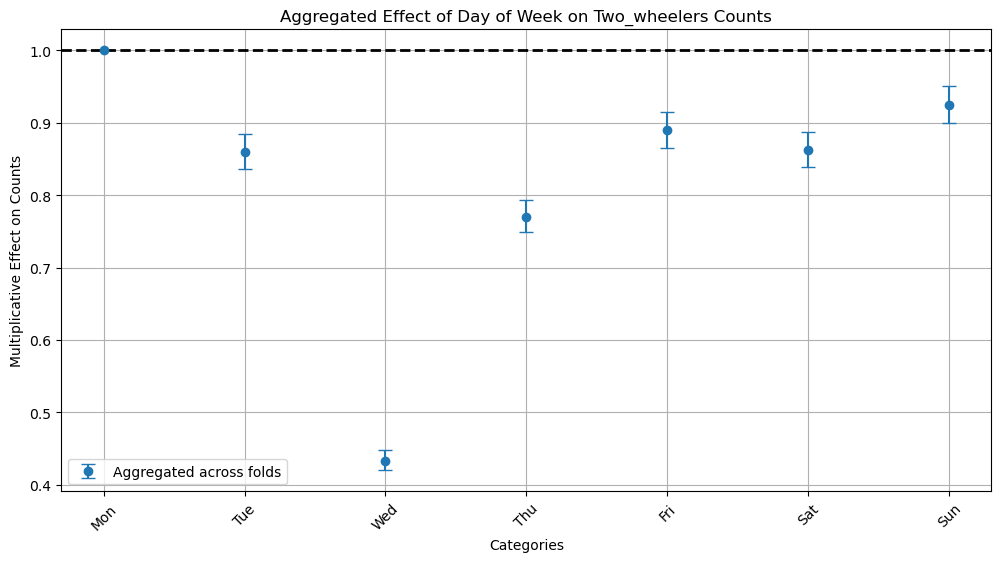 Aggregated Effect of Day of Week on Two_wheelers Counts
Multiplicative Effect on Counts
1.0
0.9
0.8
0.7
0.6
0.5
0.4
Aggregated across folds
Mon
Tue
Wed
Thu
Fri
Sat
Sun
Categories